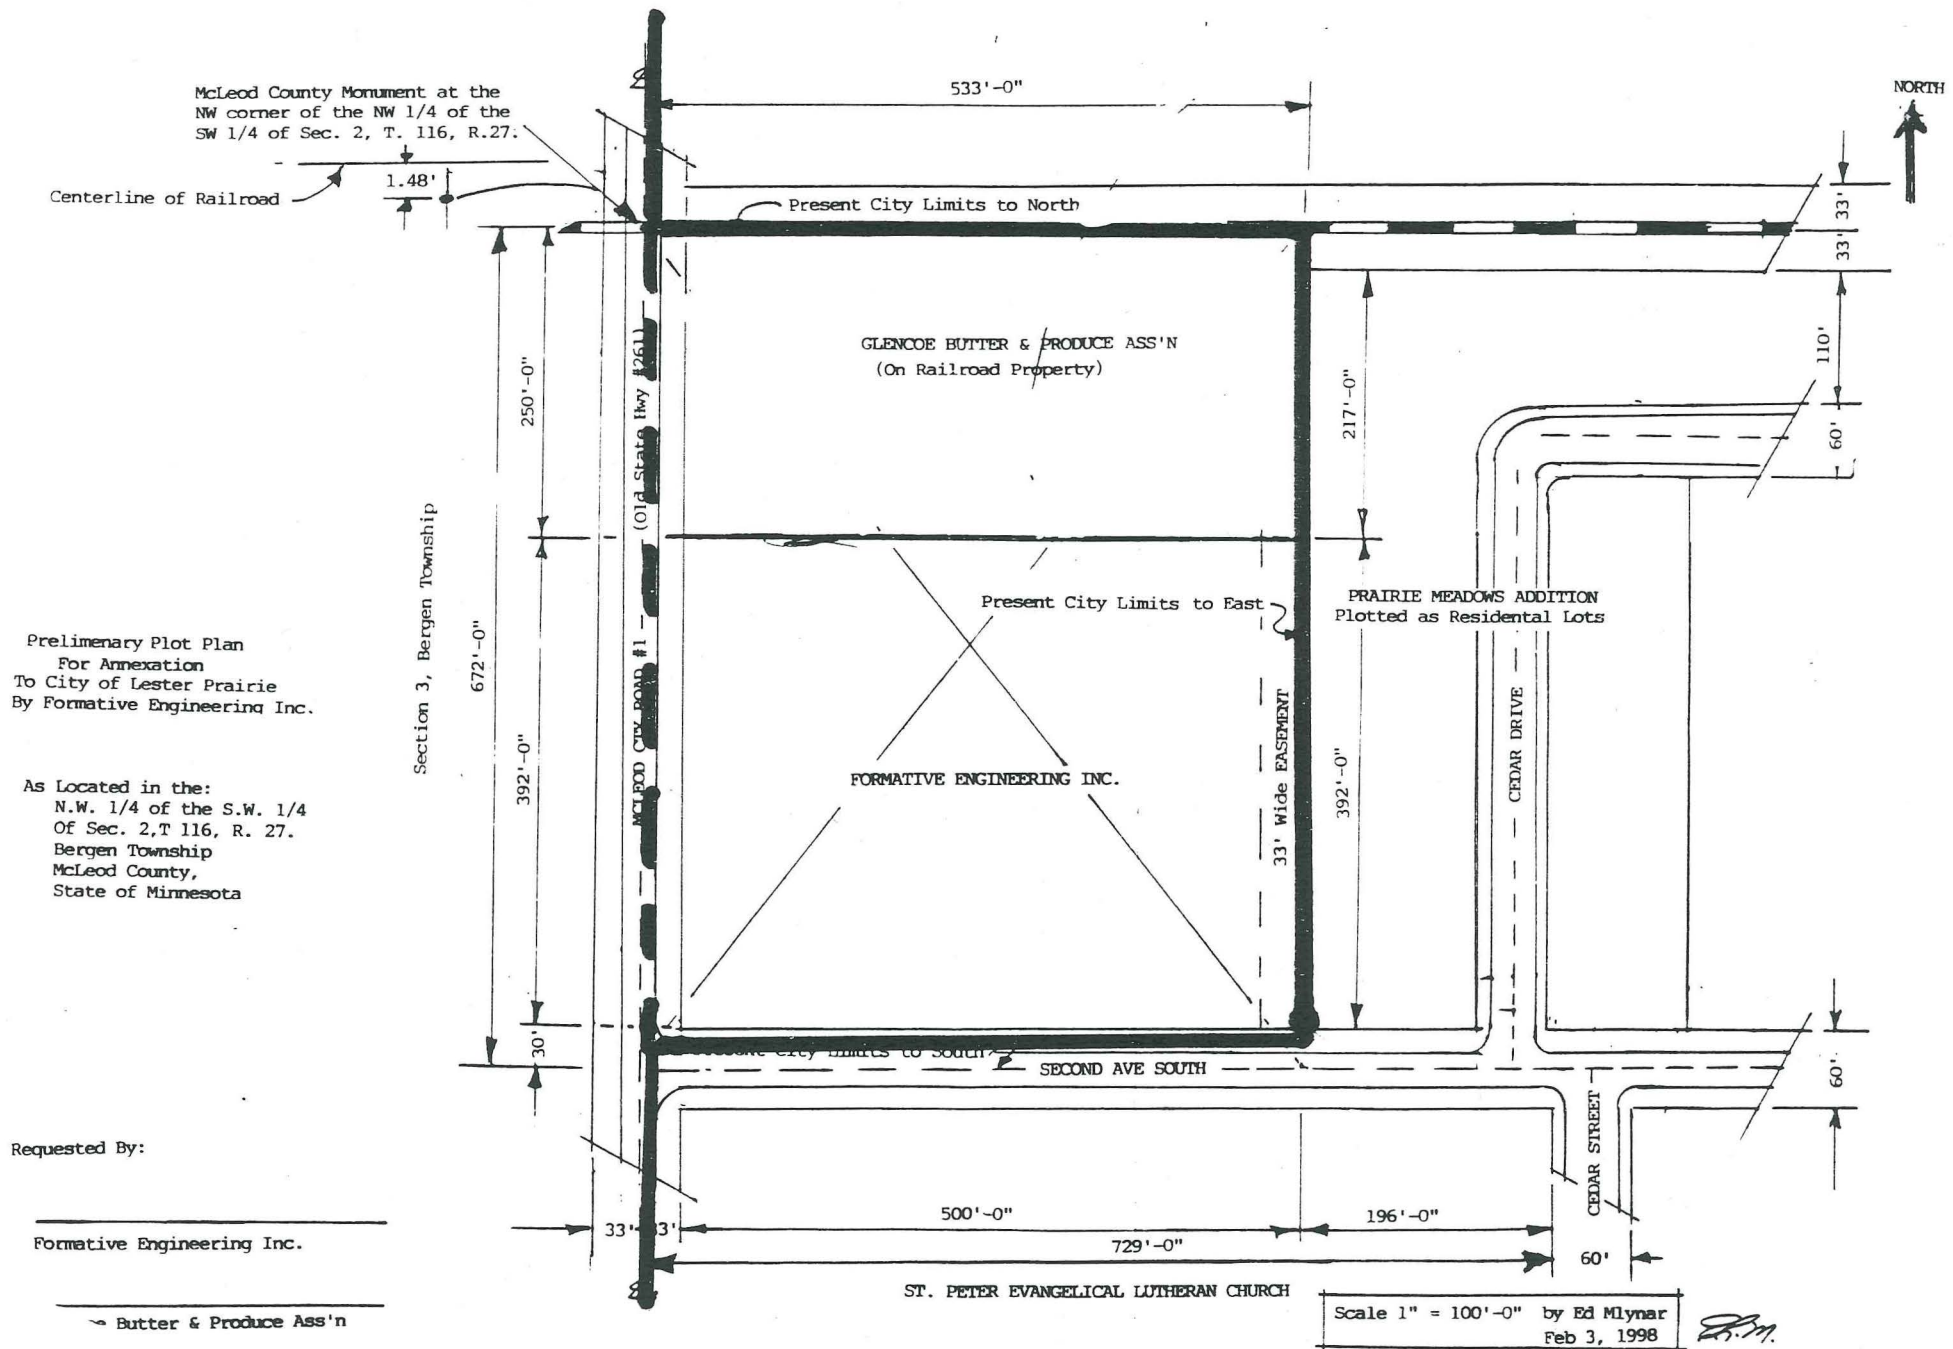 533'-0"
NORTH
McLeod County Monument at the
NW corner of the NW 1/4 of the
SW 1/4 of Sec. 2, T. 116, R.27.
1.48'
Centerline of Railroad
Present City Limits to North
33'
33'
GLENCOE BUTTER & PRODUCE ASS'N
(On Railroad Property)
250'-0"
217'-0"
110'
60'
MCLEOD CTY ROAD #1 - (Old State Hwy #261)
Section 3, Bergen Township
672'-0"
Present City Limits to East
PRAIRIE MEADOWS ADDITION
Plotted as Residental Lots
Prelimenary Plot Plan
For Annexation
To City of Lester Prairie
By Formative Engineering Inc.
392'-0"
FORMATIVE ENGINEERING INC.
33' Wide EASEMENT
392'-0"
CEDAR DRIVE
As Located in the:
N.W. 1/4 of the S.W. 1/4
Of Sec. 2,T 116, R. 27.
Bergen Township
McLeod County,
State of Minnesota
30'
City Limits to South
SECOND AVE SOUTH
60'
CEDAR STREET
Requested By:
Formative Engineering Inc.
Butter & Produce Ass'n
33'
33'
500'-0"
196'-0"
729'-0"
60'
ST. PETER EVANGELICAL LUTHERAN CHURCH
Scale 1" = 100'-0" by Ed Mlynar
Feb 3, 1998